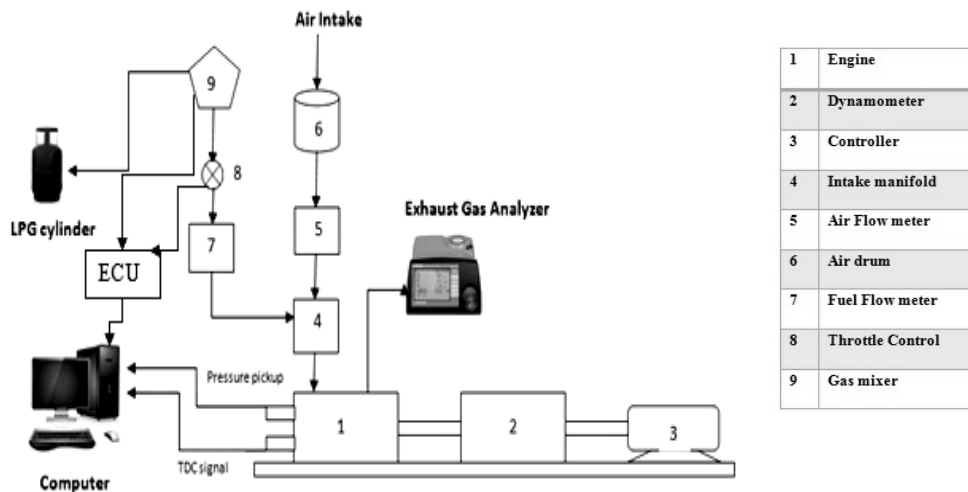 Air Intake
9
6
LPG cylinder
8
Exhaust Gas Analyzer
5
7
ECU
4
Pressure pickup
1
2
3
TDC signal
Computer
1 Engine
2 Dynamometer
3 Controller
4 Intake manifold
5 Air Flow meter
6 Air drum
7 Fuel Flow meter
8 Throttle Control
9 Gas mixer